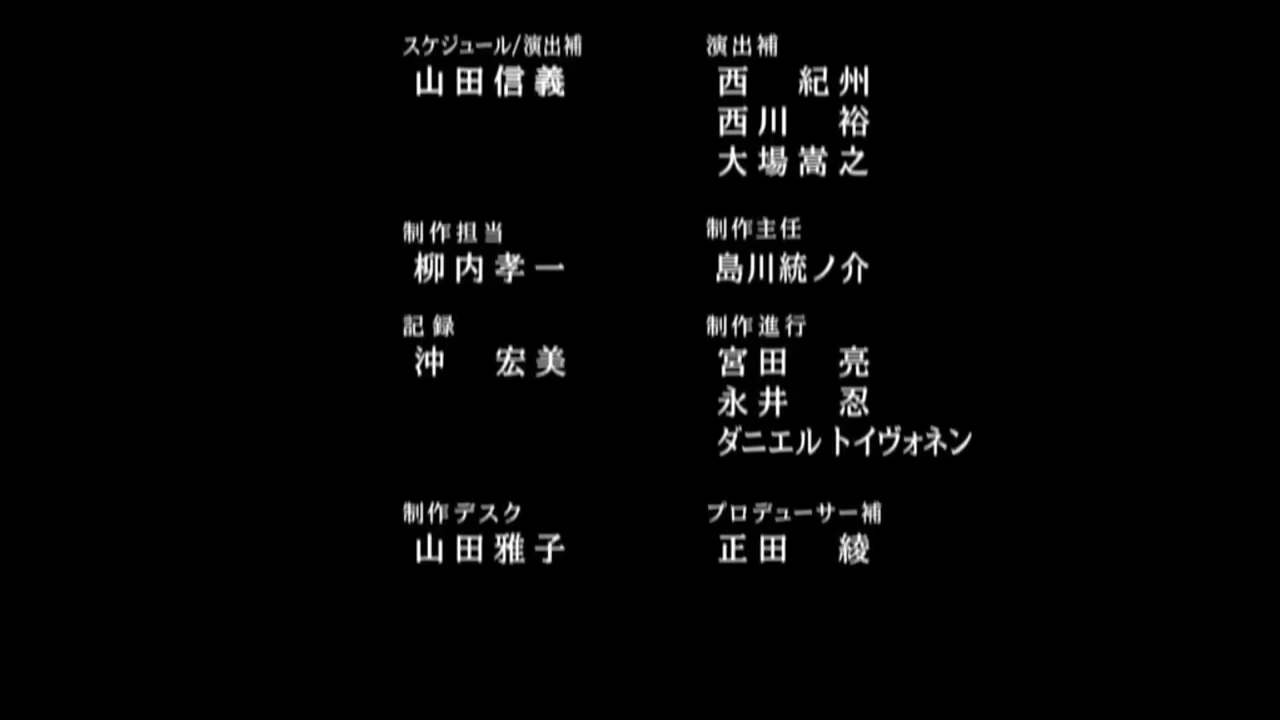 スケジュール/演出補
山田信義
演出補
西 紀州
西川 裕
大場嵩之
制作担当
柳内孝一
制作主任
島川統ノ介
記録
沖 宏美
制作進行
宮田 亮
永井 忍
ダニエル トイヴォネン
制作デスク
山田雅子
プロデューサー補
正田 綾